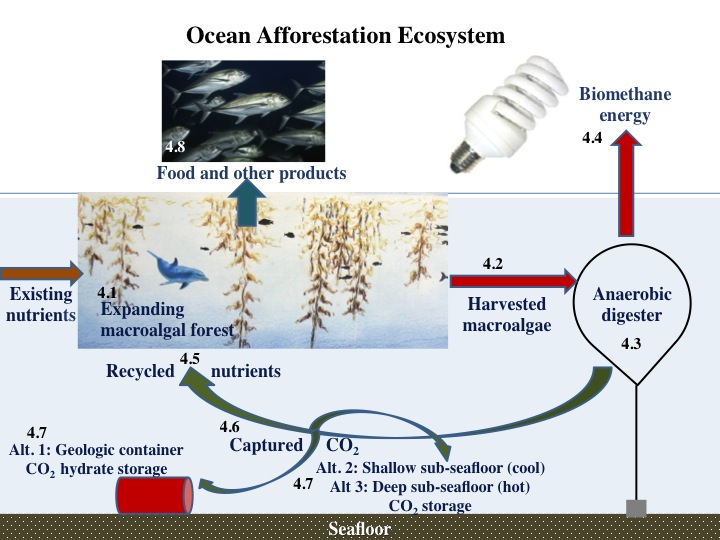 Ocean Afforestation Ecosystem
Biomethane
energy
4.4
4.8
Food and other products
4.2
Existing
nutrients
4.1
Expanding
macroalgal forest
Harvested
macroalgae
Anaerobic
digester
4.3
4.5
Recycled nutrients
4.6
Captured CO₂
4.7
Alt. 1: Geologic container
CO₂ hydrate storage
4.7
Alt. 2: Shallow sub-seafloor (cool)
Alt 3: Deep sub-seafloor (hot)
CO₂ storage
Seafloor